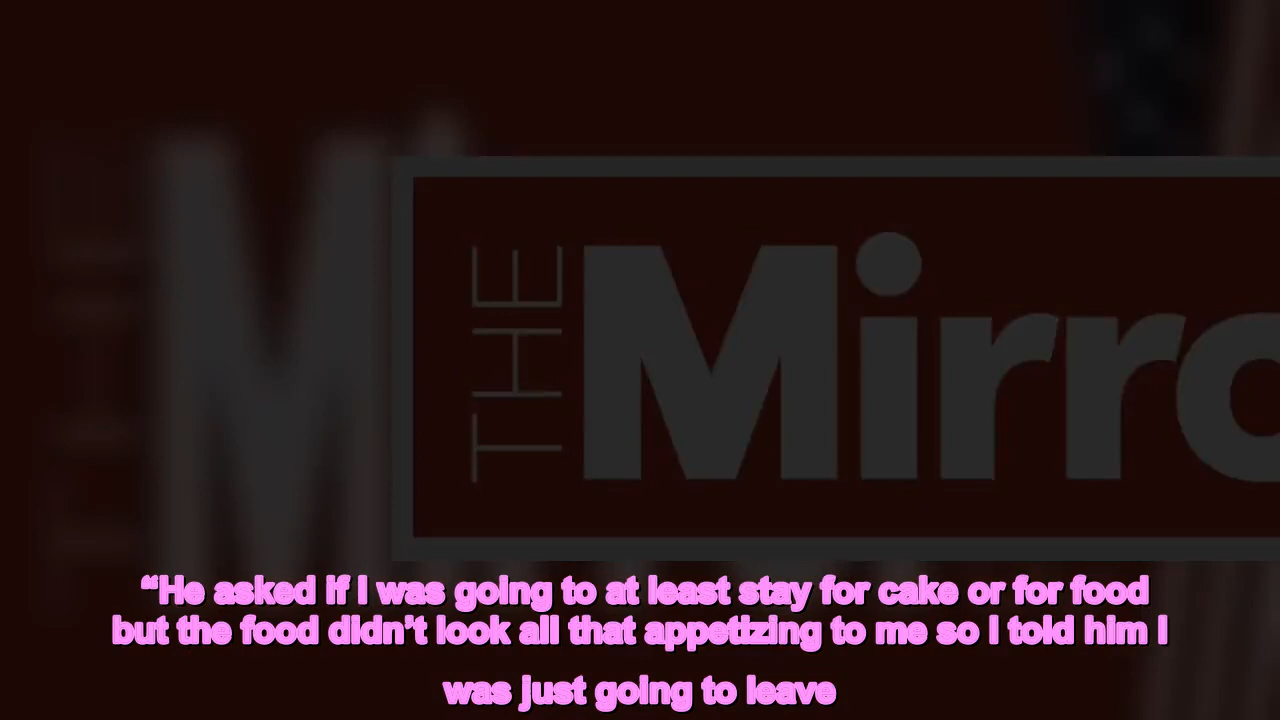 THE Mirro
“He asked if I was going to at least stay for cake or for food
but the food didn’t look all that appetizing to me so I told him I
was just going to leave